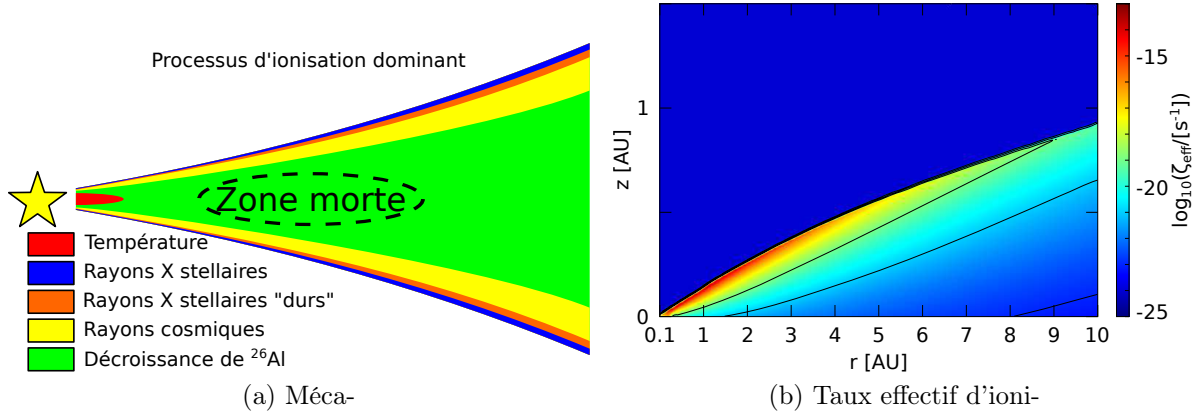 Processus d'ionisation dominant
Zone morte
Température
Rayons X stellaires
Rayons X stellaires "durs"
Rayons cosmiques
Décroissance de ²⁶Al
(a) Méca-
z [AU]
1
0
0.1 1 2 3 4 5 6 7 8 9 10
r [AU]
-15
-20
-25
log₁₀(ζ_eff/[s⁻¹])
(b) Taux effectif d'ioni-